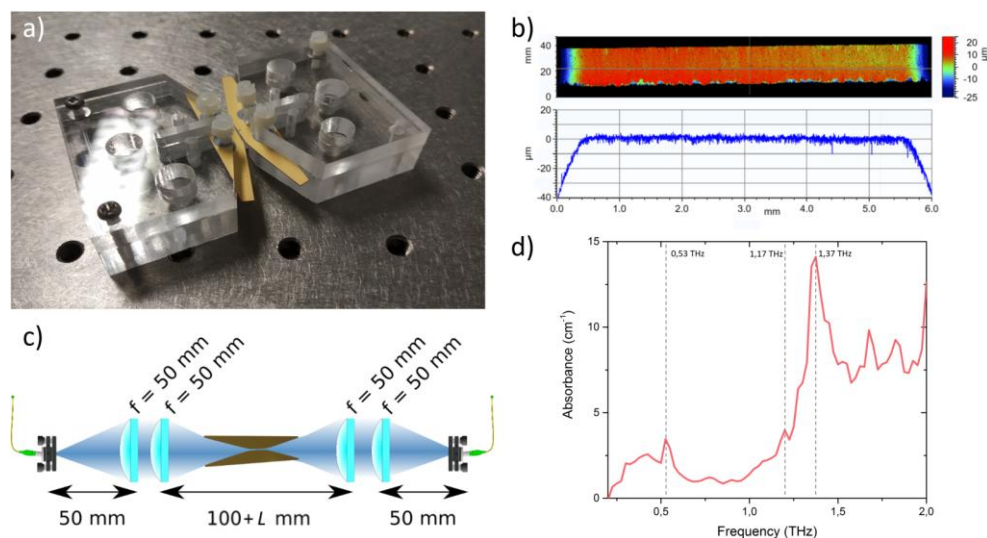 a)
b)
mm
40
20
0
20
10
0
-10
-25
µm
µm
20
0
-20
-40
0.0
1.0
2.0
3.0
4.0
5.0
6.0
mm
c)
f = 50 mm
f = 50 mm
f = 50 mm
f = 50 mm
50 mm
100+L mm
50 mm
d)
Absorbance (cm⁻¹)
15
10
5
0
0,53 THz
1,17 THz
1,37 THz
0,5
1,0
1,5
2,0
Frequency (THz)